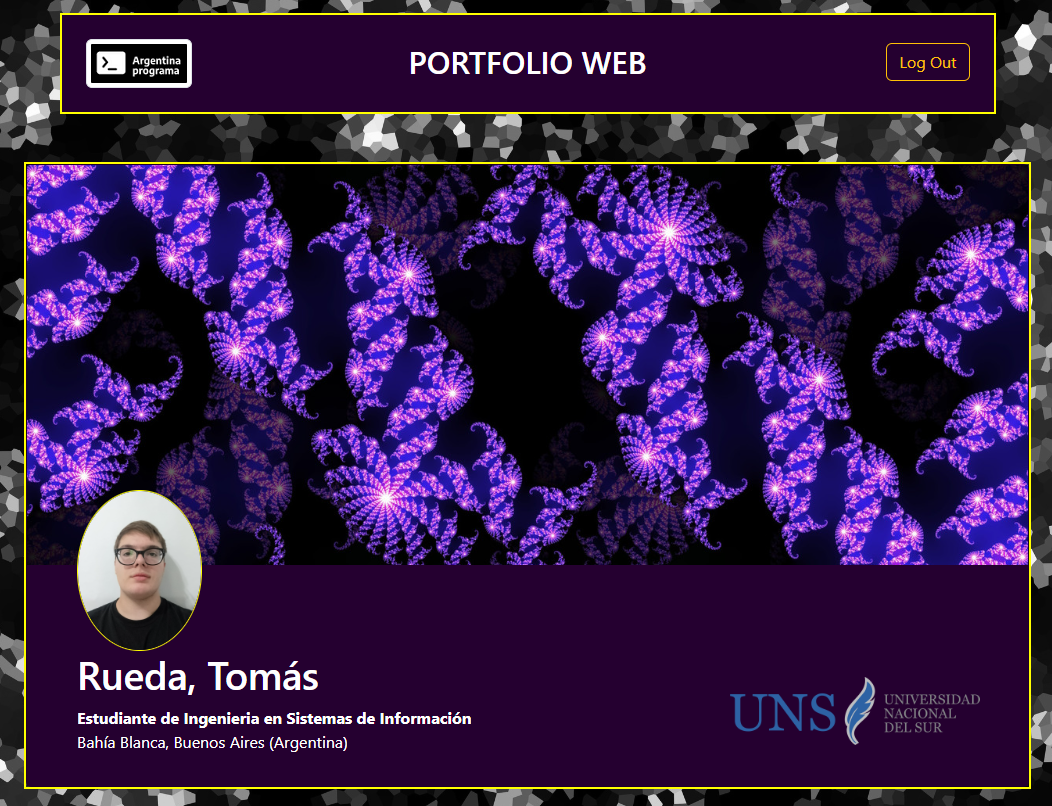 Argentina
programa
PORTFOLIO WEB
Log Out
Rueda, Tomás
Estudiante de Ingenieria en Sistemas de Información
Bahía Blanca, Buenos Aires (Argentina)
UNS
UNIVERSIDAD
NACIONAL
DEL SUR